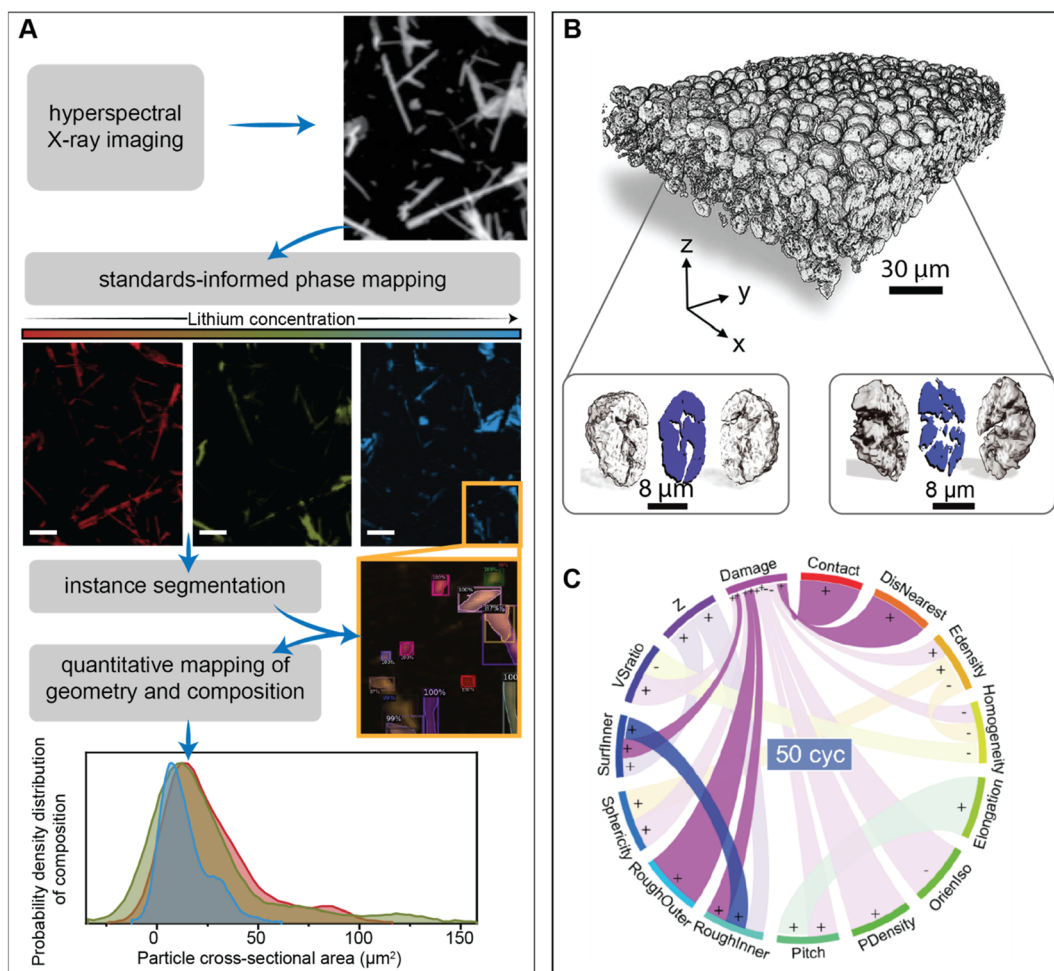 A
hyperspectral
X-ray imaging
standards-informed phase mapping
Lithium concentration
instance segmentation
100%
100%
87%
100%
99%
quantitative mapping of
geometry and composition
Probability density distribution
of composition
0
50
100
150
Particle cross-sectional area (µm²)
B
z
y
x
30 µm
8 µm
8 µm
C
Damage
Contact
DisNearest
Edensity
Homogeneity
Elongation
OrienIso
PDensity
Pitch
RoughInner
RoughOuter
Sphericity
SurfInner
VSratio
Z
50 cyc